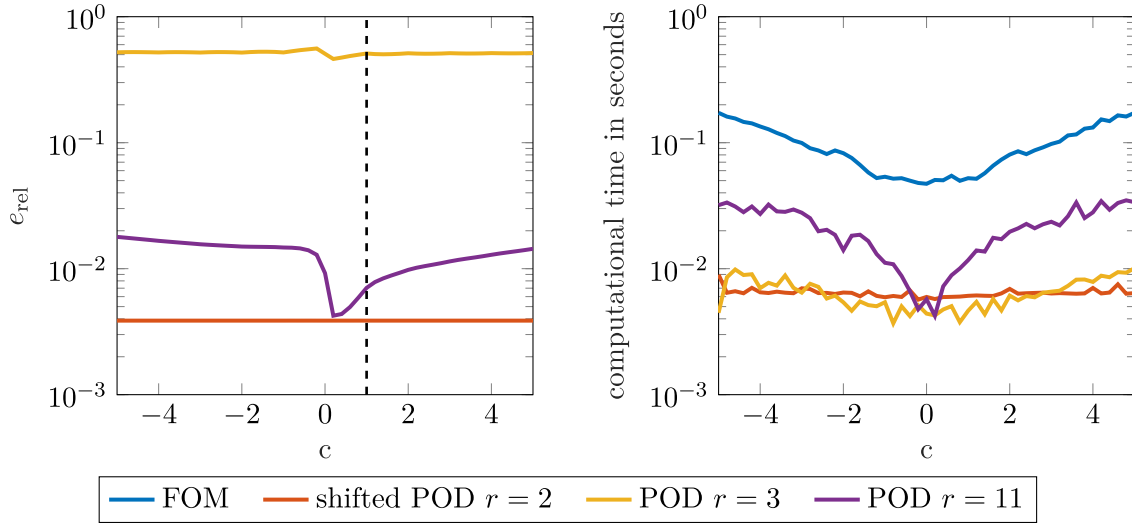 10^0
10^{-1}
10^{-2}
10^{-3}
e_{rel}
−4 −2 0 2 4
c
10^0
10^{-1}
10^{-2}
10^{-3}
computational time in seconds
−4 −2 0 2 4
c
FOM shifted POD r = 2 POD r = 3 POD r = 11